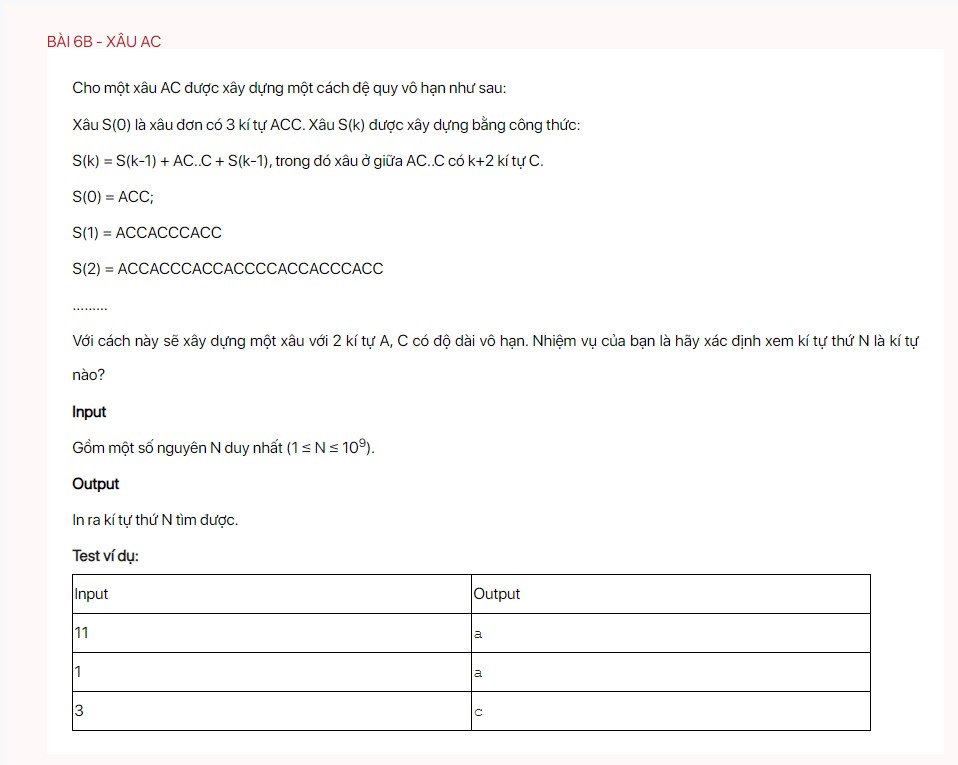 BÀI 6B - XÂU AC
Cho một xâu AC được xây dựng một cách đệ quy vô hạn như sau:
Xâu S(0) là xâu đơn có 3 kí tự ACC. Xâu S(k) được xây dựng bằng công thức:
S(k) = S(k-1) + AC..C + S(k-1), trong đó xâu ở giữa AC..C có k+2 kí tự C.
S(0) = ACC;
S(1) = ACCACCCACC
S(2) = ACCACCCACCACCCCACCACCCACC
.........
Với cách này sẽ xây dựng một xâu với 2 kí tự A, C có độ dài vô hạn. Nhiệm vụ của bạn là hãy xác định xem kí tự thứ N là kí tự
nào?
Input
Gồm một số nguyên N duy nhất (1 ≤ N ≤ 10⁹).
Output
In ra kí tự thứ N tìm được.
Test ví dụ:
Input Output
11 a
1 a
3 c